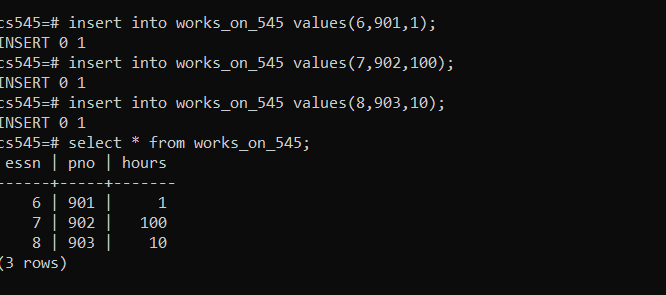 cs545=# insert into works_on_545 values(6,901,1);
INSERT 0 1
cs545=# insert into works_on_545 values(7,902,100);
INSERT 0 1
cs545=# insert into works_on_545 values(8,903,10);
INSERT 0 1
cs545=# select * from works_on_545;
essn | pno | hours
------+-----+-------
6 | 901 | 1
7 | 902 | 100
8 | 903 | 10
(3 rows)